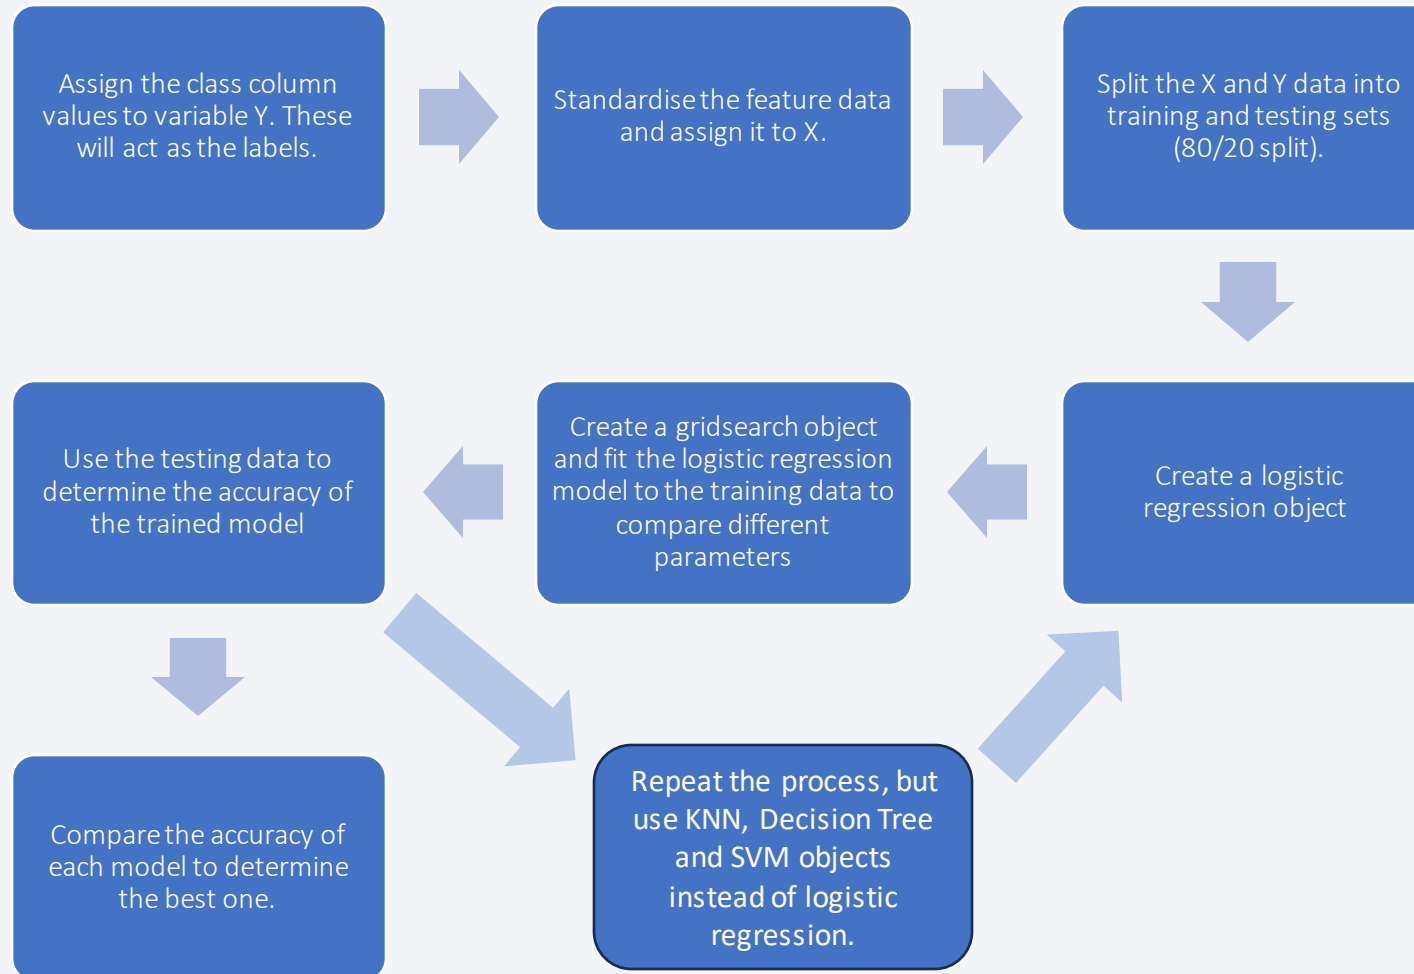 Assign the class column
values to variable Y. These
will act as the labels.
Standardise the feature data
and assign it to X.
Split the X and Y data into
training and testing sets
(80/20 split).
Create a logistic
regression object
Create a gridsearch object
and fit the logistic regression
model to the training data to
compare different
parameters
Use the testing data to
determine the accuracy of
the trained model
Repeat the process, but
use KNN, Decision Tree
and SVM objects
instead of logistic
regression.
Compare the accuracy of
each model to determine
the best one.